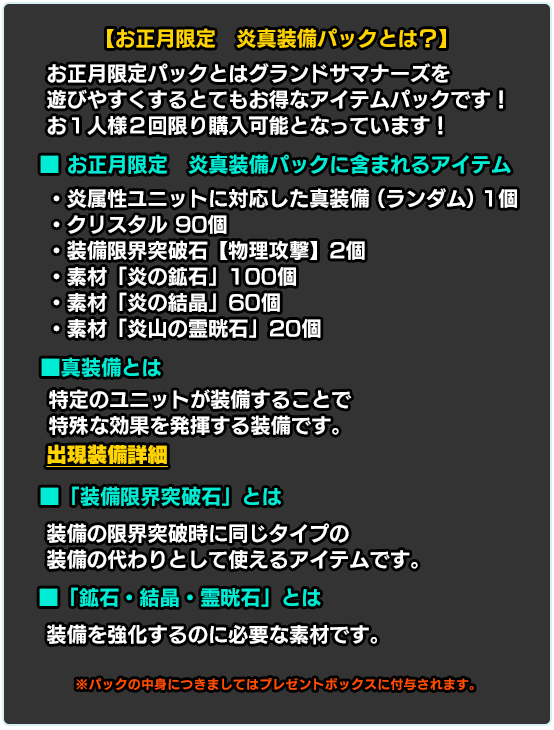 【お正月限定　炎真装備パックとは?】
お正月限定パックとはグランドサマナーズを
遊びやすくするとてもお得なアイテムパックです！
お１人様２回限り購入可能となっています！
■ お正月限定　炎真装備パックに含まれるアイテム
・炎属性ユニットに対応した真装備（ランダム）1個
・クリスタル 90個
・装備限界突破石【物理攻撃】2個
・素材「炎の鉱石」100個
・素材「炎の結晶」60個
・素材「炎山の霊晄石」20個
■真装備とは
特定のユニットが装備することで
特殊な効果を発揮する装備です。
出現装備詳細
■「装備限界突破石」とは
装備の限界突破時に同じタイプの
装備の代わりとして使えるアイテムです。
■「鉱石・結晶・霊晄石」とは
装備を強化するのに必要な素材です。
※パックの中身につきましてはプレゼントボックスに付与されます。